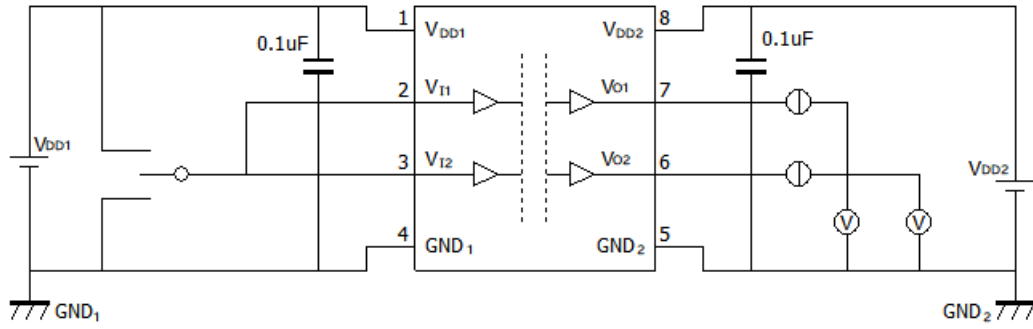 1
VDD1
VDD2
8
0.1uF
0.1uF
2
VI1
VO1
7
VDD1
3
VI2
VO2
6
VDD2
V
V
4
GND1
GND2
5
GND1
GND2